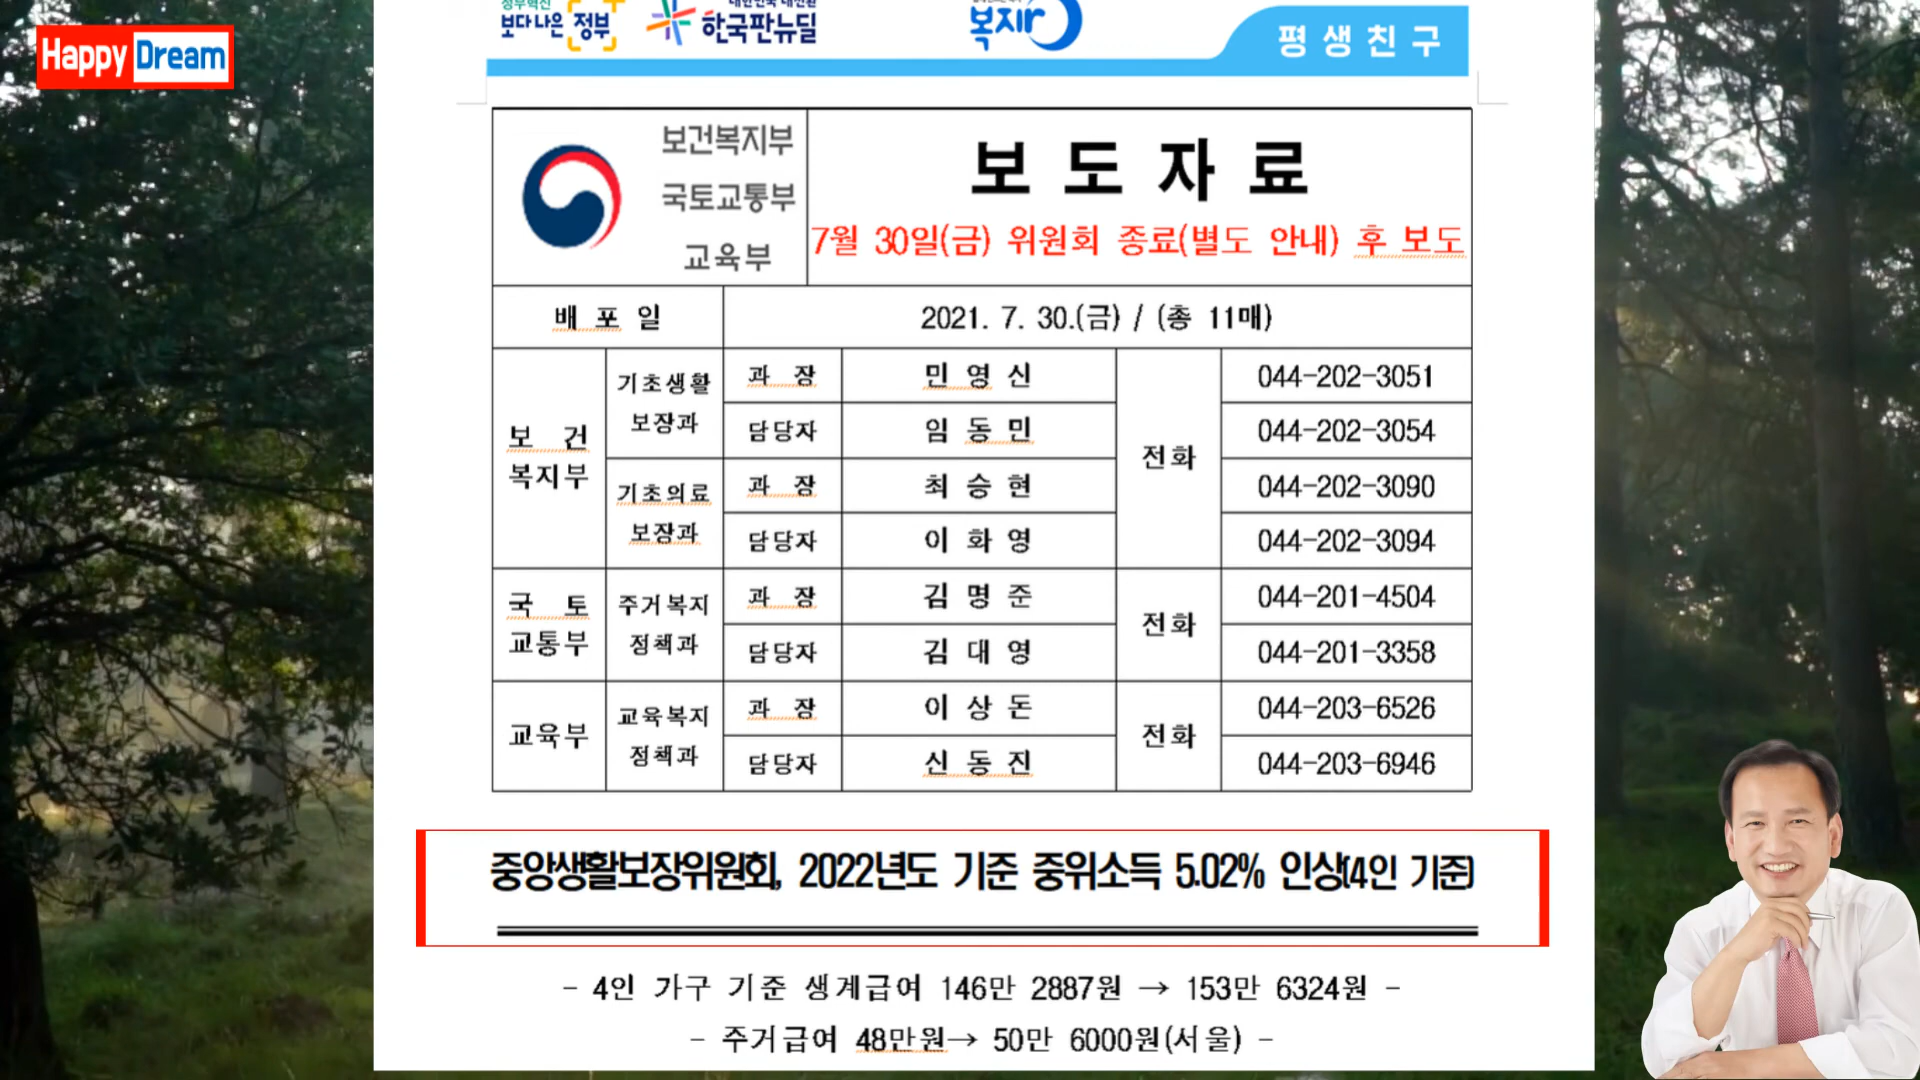 Happy Dream
정부혁신
보다나은 정부
대한민국 대전환
한국판뉴딜
복지로
평생친구
보건복지부
국토교통부
교육부
보도자료
7월 30일(금) 위원회 종료(별도 안내) 후 보도
배 포 일
2021. 7. 30.(금) / (총 11매)
보 건
복지부
기초생활
보장과
과 장
민 영 신
044-202-3051
담당자
임 동 민
044-202-3054
전화
기초의료
보장과
과 장
최 승 현
044-202-3090
담당자
이 화 영
044-202-3094
국 토
교통부
주거복지
정책과
과 장
김 명 준
044-201-4504
전화
담당자
김 대 영
044-201-3358
교육부
교육복지
정책과
과 장
이 상 돈
044-203-6526
전화
담당자
신 동 진
044-203-6946
중앙생활보장위원회, 2022년도 기준 중위소득 5.02% 인상(4인 기준)
- 4인 가구 기준 생계급여 146만 2887원 → 153만 6324원 -
- 주거급여 48만원→ 50만 6000원(서울) -